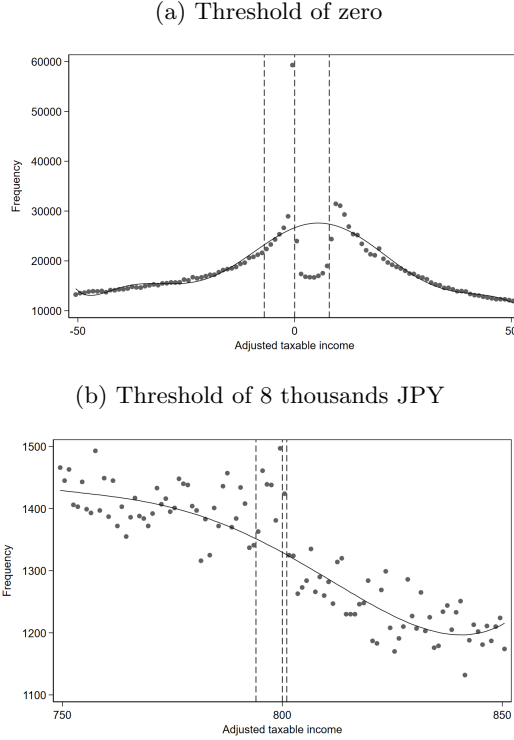 (a) Threshold of zero
60000
50000
40000
30000
20000
10000
Frequency
-50
0
50
Adjusted taxable income
(b) Threshold of 8 thousands JPY
1500
1400
1300
1200
1100
Frequency
750
800
850
Adjusted taxable income